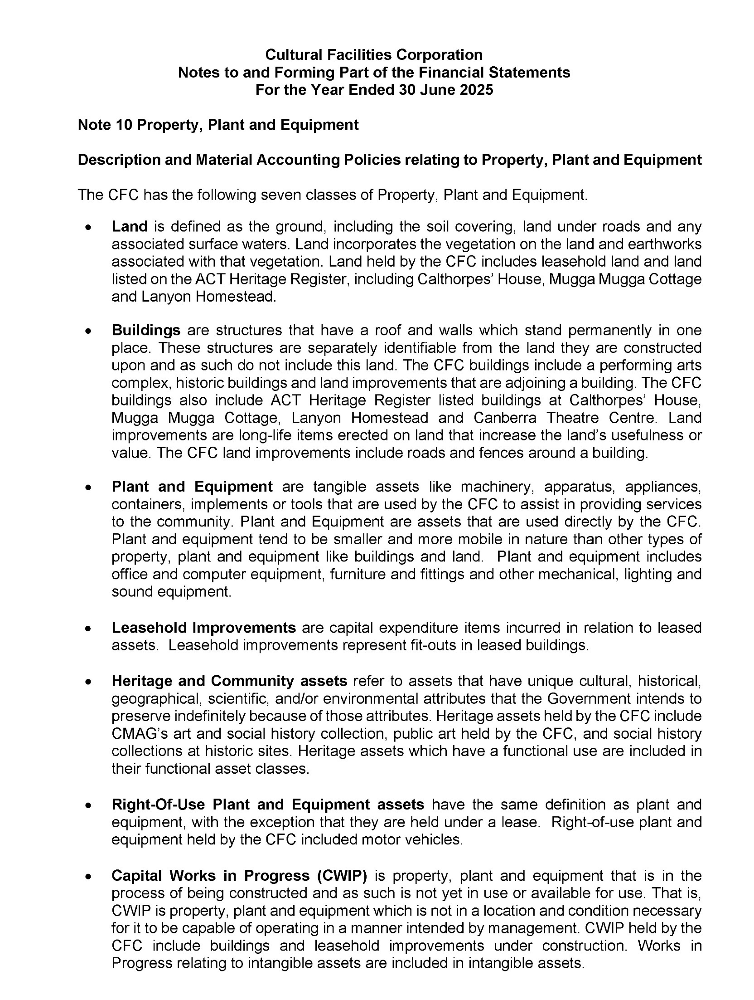 Cultural Facilities Corporation
Notes to and Forming Part of the Financial Statements
For the Year Ended 30 June 2025
Note 10 Property, Plant and Equipment
Description and Material Accounting Policies relating to Property, Plant and Equipment
The CFC has the following seven classes of Property, Plant and Equipment.
• Land is defined as the ground, including the soil covering, land under roads and any
associated surface waters. Land incorporates the vegetation on the land and earthworks
associated with that vegetation. Land held by the CFC includes leasehold land and land
listed on the ACT Heritage Register, including Calthorpes’ House, Mugga Mugga Cottage
and Lanyon Homestead.
• Buildings are structures that have a roof and walls which stand permanently in one
place. These structures are separately identifiable from the land they are constructed
upon and as such do not include this land. The CFC buildings include a performing arts
complex, historic buildings and land improvements that are adjoining a building. The CFC
buildings also include ACT Heritage Register listed buildings at Calthorpes’ House,
Mugga Mugga Cottage, Lanyon Homestead and Canberra Theatre Centre. Land
improvements are long-life items erected on land that increase the land’s usefulness or
value. The CFC land improvements include roads and fences around a building.
• Plant and Equipment are tangible assets like machinery, apparatus, appliances,
containers, implements or tools that are used by the CFC to assist in providing services
to the community. Plant and Equipment are assets that are used directly by the CFC.
Plant and equipment tend to be smaller and more mobile in nature than other types of
property, plant and equipment like buildings and land.  Plant and equipment includes
office and computer equipment, furniture and fittings and other mechanical, lighting and
sound equipment.
• Leasehold Improvements are capital expenditure items incurred in relation to leased
assets.  Leasehold improvements represent fit-outs in leased buildings.
• Heritage and Community assets refer to assets that have unique cultural, historical,
geographical, scientific, and/or environmental attributes that the Government intends to
preserve indefinitely because of those attributes. Heritage assets held by the CFC include
CMAG’s art and social history collection, public art held by the CFC, and social history
collections at historic sites. Heritage assets which have a functional use are included in
their functional asset classes.
• Right-Of-Use Plant and Equipment assets have the same definition as plant and
equipment, with the exception that they are held under a lease.  Right-of-use plant and
equipment held by the CFC included motor vehicles.
• Capital Works in Progress (CWIP) is property, plant and equipment that is in the
process of being constructed and as such is not yet in use or available for use. That is,
CWIP is property, plant and equipment which is not in a location and condition necessary
for it to be capable of operating in a manner intended by management. CWIP held by the
CFC include buildings and leasehold improvements under construction. Works in
Progress relating to intangible assets are included in intangible assets.